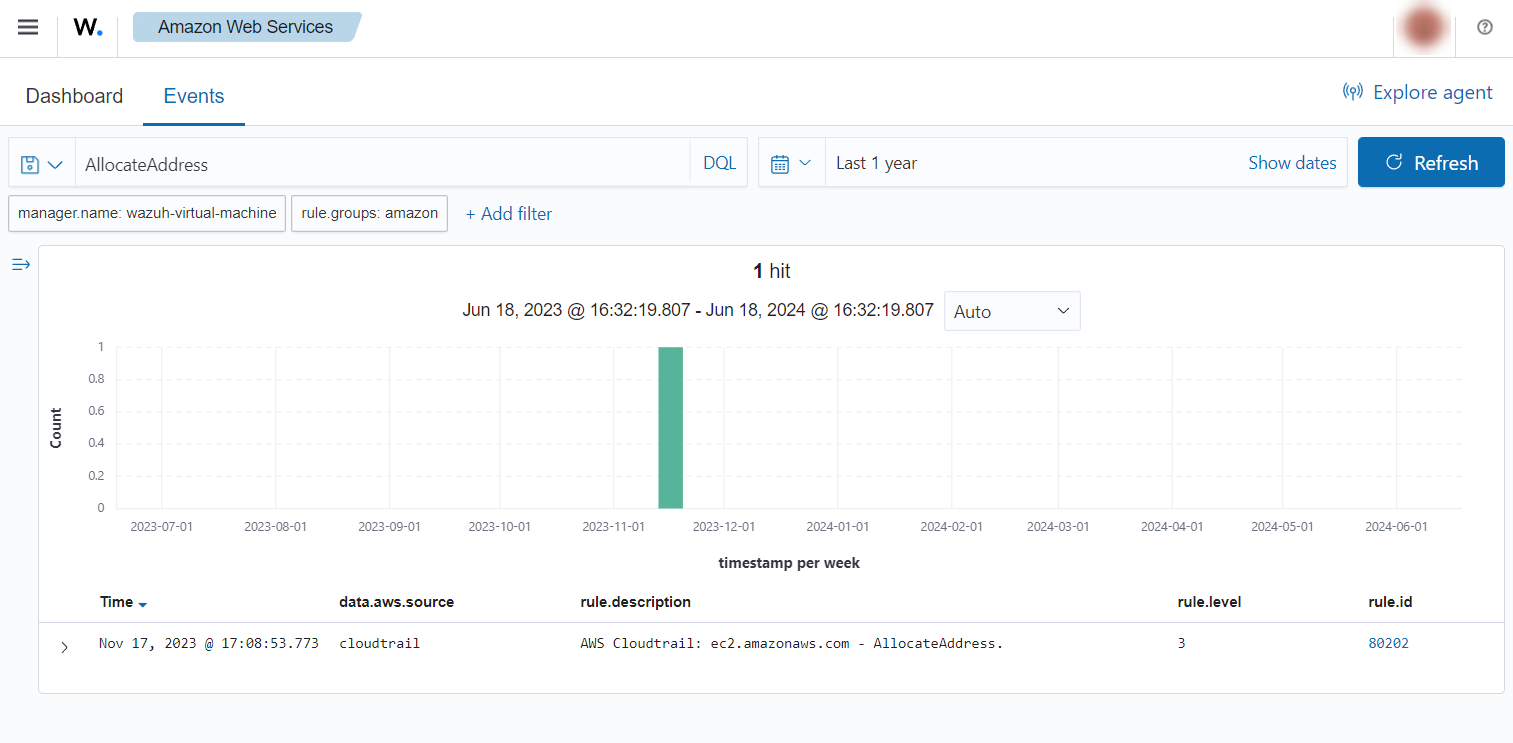 W. Amazon Web Services
Dashboard Events Explore agent
AllocateAddress DQL Last 1 year Show dates Refresh
manager.name: wazuh-virtual-machine rule.groups: amazon + Add filter
1 hit
Jun 18, 2023 @ 16:32:19.807 - Jun 18, 2024 @ 16:32:19.807 Auto
1
0.8
0.6
0.4
0.2
0
Count
2023-07-01 2023-08-01 2023-09-01 2023-10-01 2023-11-01 2023-12-01 2024-01-01 2024-02-01 2024-03-01 2024-04-01 2024-05-01 2024-06-01
timestamp per week
Time data.aws.source rule.description rule.level rule.id
Nov 17, 2023 @ 17:08:53.773 cloudtrail AWS Cloudtrail: ec2.amazonaws.com - AllocateAddress. 3 80202